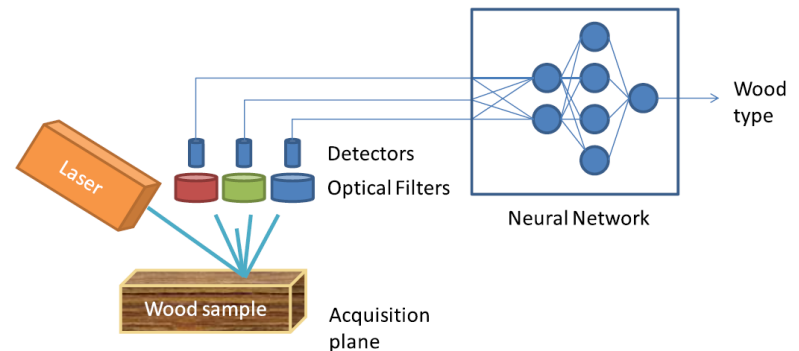 Laser
Detectors
Optical Filters
Wood sample
Acquisition
plane
Neural Network
Wood
type